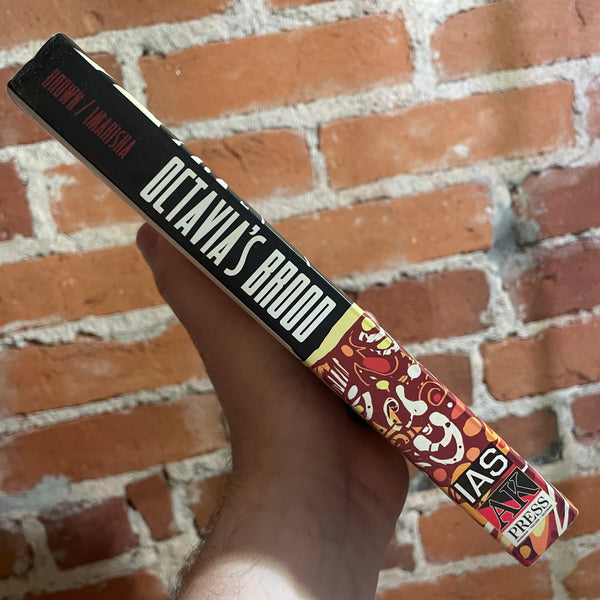 BROWN / IMARISHA
OCTAVIA'S BROOD
IAS
AK
PRESS